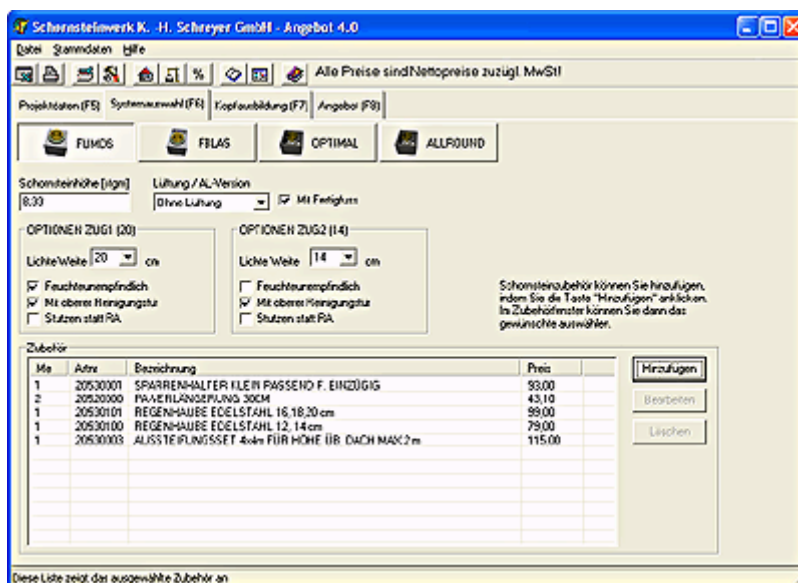 Schornsteinwerk K. -H. Schreyer GmbH - Angebot 4.0
Datei Stammdaten Hilfe
Alle Preise sind Nettopreise zuzügl. MwSt!
Projektdaten (F5) Systemauswahl (F6) Kopfausbildung (F7) Angebot (F8)
FUMOS FBLAS OPTIMAL ALLROUND
Schornsteinhöhe [stgm] Lüftung / AL-Version
8,33 Ohne Lüftung Mit Fertigfuss
OPTIONEN ZUG1 (20) OPTIONEN ZUG2 (14)
Lichte Weite 20 cm Lichte Weite 14 cm
Feuchteunempfindlich Feuchteunempfindlich
Mit oberer Reinigungstür Mit oberer Reinigungstür
Stutzen statt RA Stutzen statt RA
Schornsteinzubehör können Sie hinzufügen,
indem Sie die Taste "Hinzufügen" anklicken.
Im Zubehörfenster können Sie dann das
gewünschte auswählen.
Zubehör
Me Artnr Bezeichnung Preis
1 20530001 SPARRENHALTER KLEIN PASSEND F. EINZÜGIG 93,00
2 20520000 VERLÄNGERUNG 30CM 43,10
1 20530101 REGENHAUBE EDELSTAHL 16,18,20 cm 99,00
1 20530100 REGENHAUBE EDELSTAHL 12, 14 cm 79,00
1 20530003 AUSSTEIFUNGSSET 4x4m FÜR HÖHE ÜB. DACH MAX 2 m 115,00
Hinzufügen
Bearbeiten
Löschen
Diese Liste zeigt das ausgewählte Zubehör an